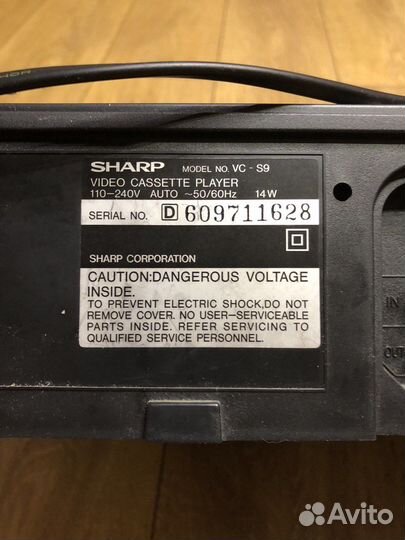 SHARP MODEL NO. VC - S9
VIDEO CASSETTE PLAYER
110–240V AUTO ~50/60Hz 14W
SERIAL NO. D 609711628
SHARP CORPORATION
CAUTION:DANGEROUS VOLTAGE
INSIDE.
TO PREVENT ELECTRIC SHOCK,DO NOT
REMOVE COVER. NO USER-SERVICEABLE
PARTS INSIDE. REFER SERVICING TO
QUALIFIED SERVICE PERSONNEL.
IN
OUT
Avito